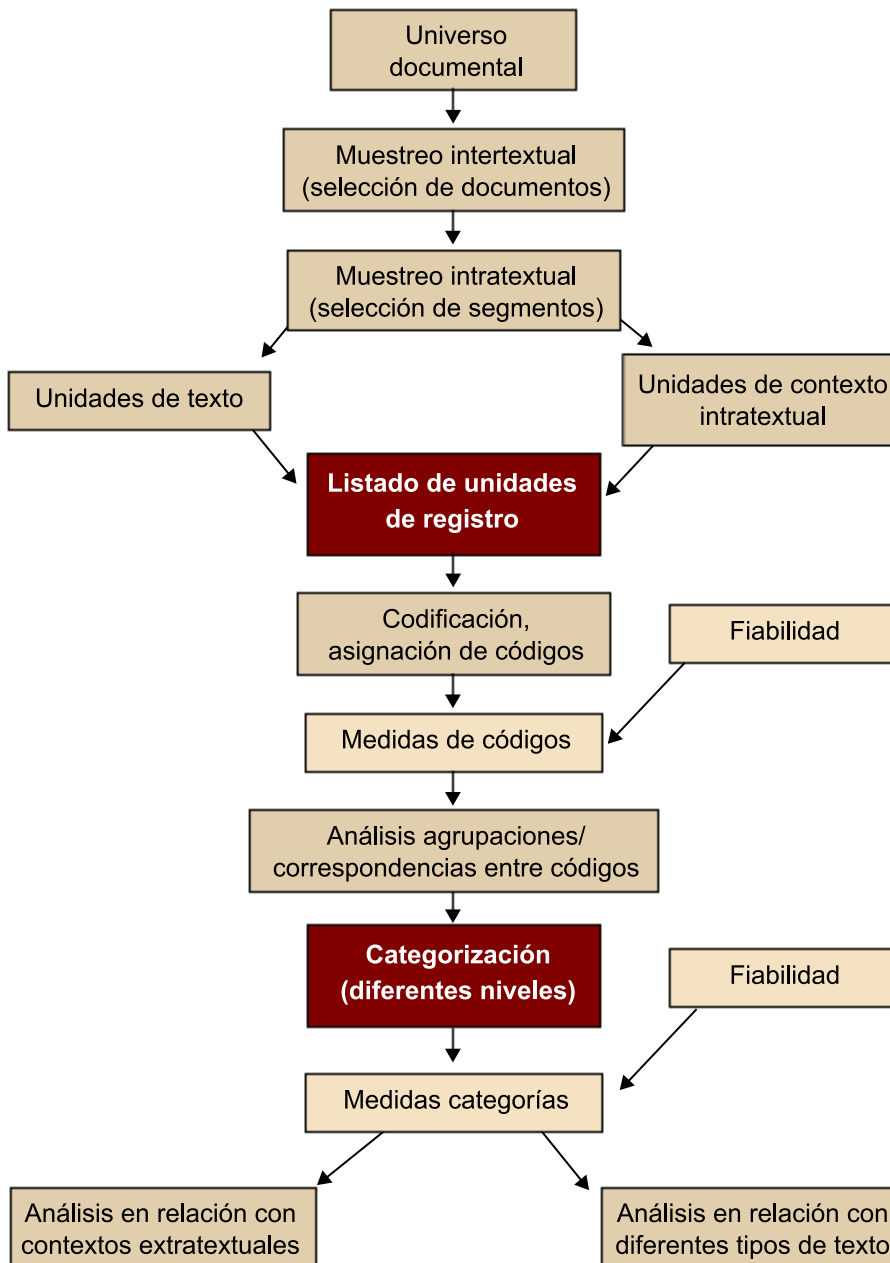 Universo
documental
Muestreo intertextual
(selección de documentos)
Muestreo intratextual
(selección de segmentos)
Unidades de texto
Unidades de contexto
intratextual
Listado de unidades
de registro
Codificación,
asignación de códigos
Fiabilidad
Medidas de códigos
Análisis agrupaciones/
correspondencias entre códigos
Categorización
(diferentes niveles)
Fiabilidad
Medidas categorías
Análisis en relación con
contextos extratextuales
Análisis en relación con
diferentes tipos de texto